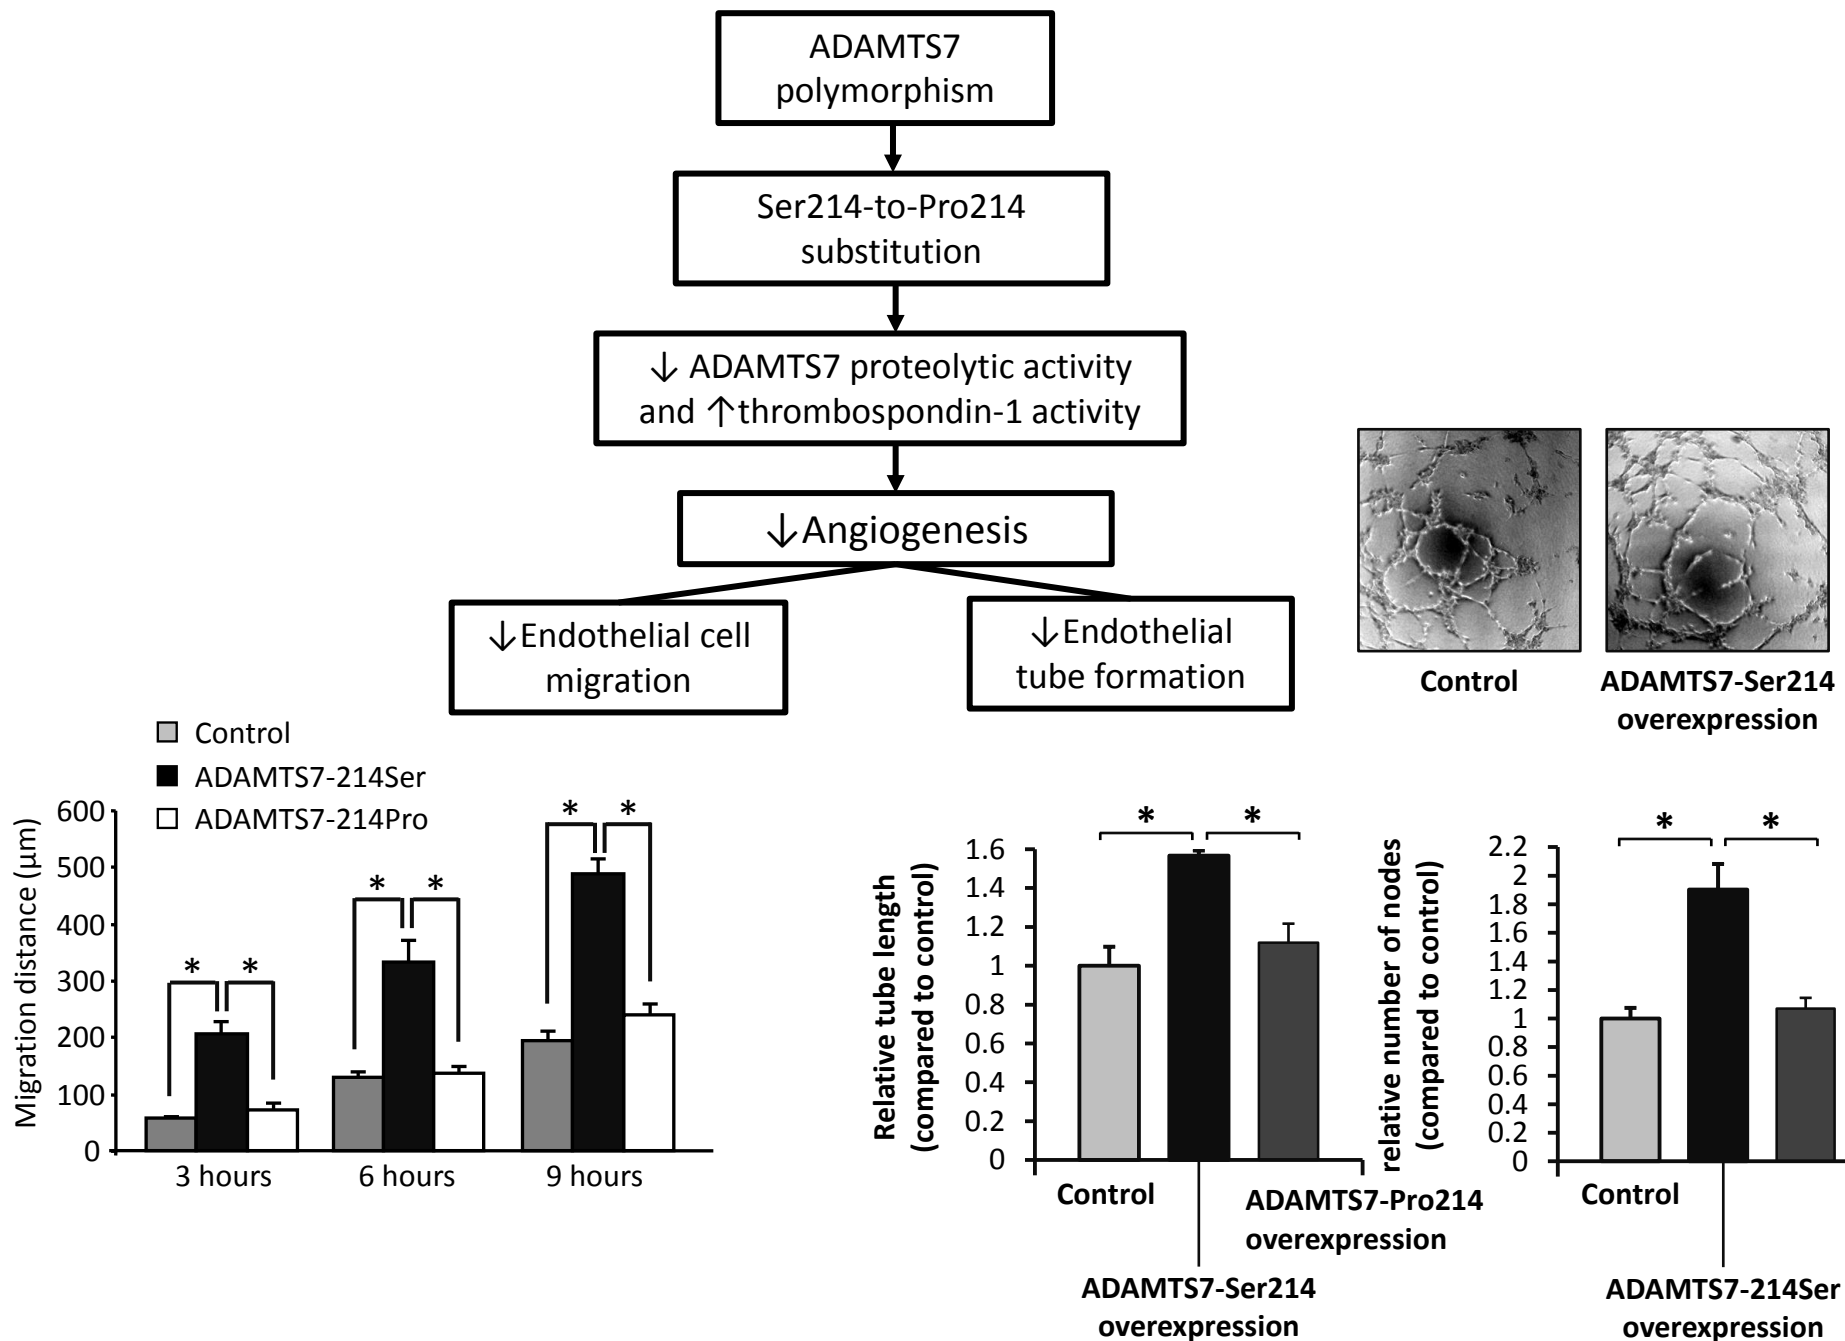 ADAMTS7
polymorphism
Ser214-to-Pro214
substitution
↓ ADAMTS7 proteolytic activity
and ↑thrombospondin-1 activity
↓Angiogenesis
↓Endothelial cell
migration
↓Endothelial
tube formation
Control
ADAMTS7-Ser214
overexpression
Control
ADAMTS7-214Ser
ADAMTS7-214Pro
Migration distance (µm)
600
500
400
300
200
100
0
* *
* *
* *
3 hours 6 hours 9 hours
Relative tube length
(compared to control)
1.6
1.4
1.2
1
0.8
0.6
0.4
0.2
0
* *
Control
ADAMTS7-Pro214
overexpression
ADAMTS7-Ser214
overexpression
relative number of nodes
(compared to control)
2.2
2
1.8
1.6
1.4
1.2
1
0.8
0.6
0.4
0.2
0
* *
Control
ADAMTS7-214Ser
overexpression